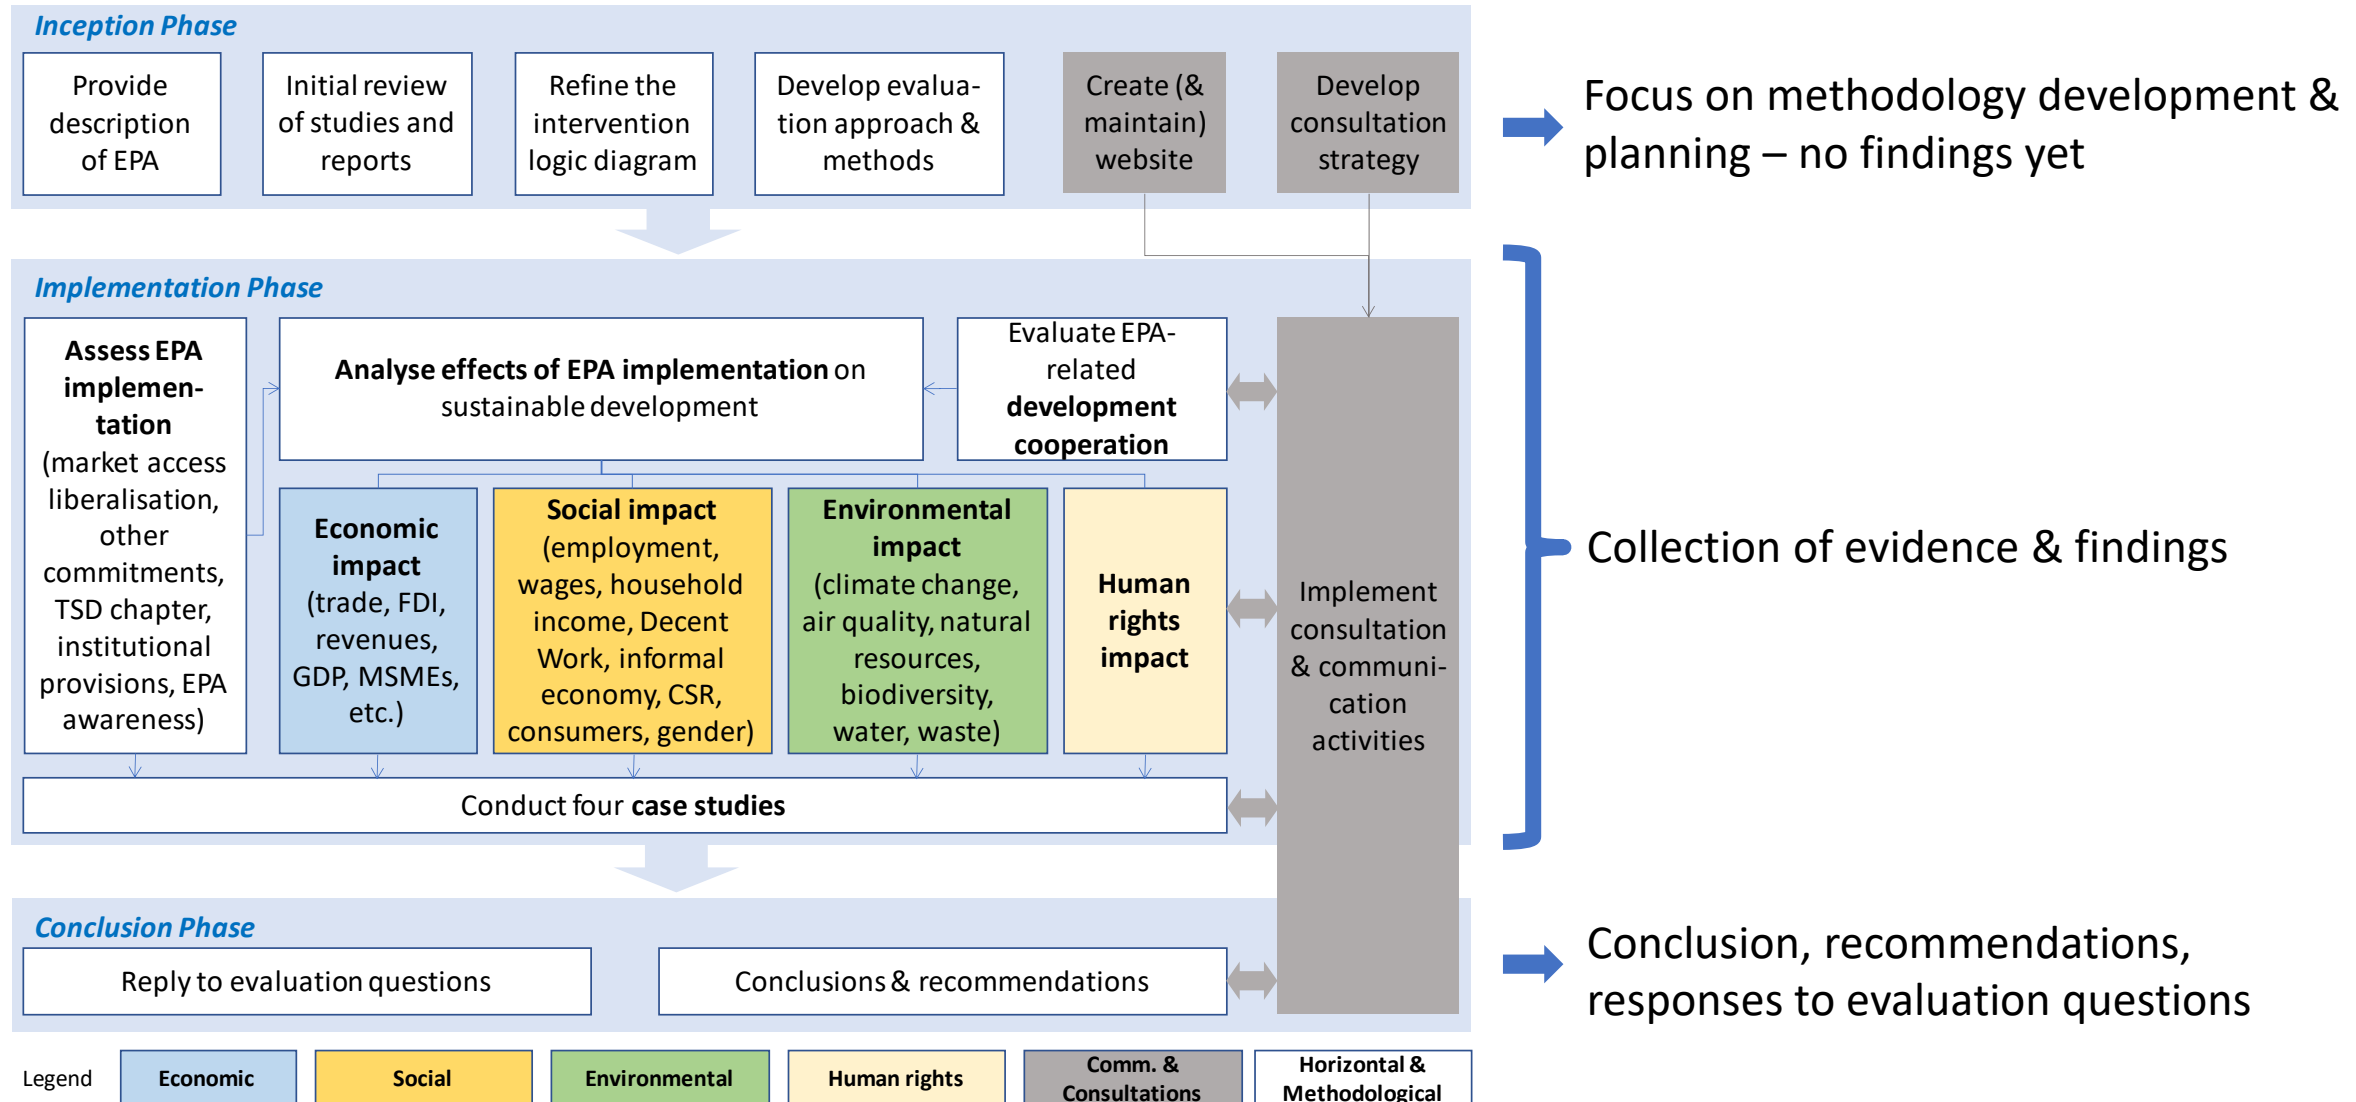 Inception Phase
Provide
description
of EPA
Initial review
of studies and
reports
Refine the
intervention
logic diagram
Develop evalua-
tion approach &
methods
Create (&
maintain)
website
Develop
consultation
strategy
Focus on methodology development &
planning – no findings yet
Implementation Phase
Assess EPA
implemen-
tation
(market access
liberalisation,
other
commitments,
TSD chapter,
institutional
provisions, EPA
awareness)
Analyse effects of EPA implementation on
sustainable development
Evaluate EPA-
related
development
cooperation
Economic
impact
(trade, FDI,
revenues,
GDP, MSMEs,
etc.)
Social impact
(employment,
wages, household
income, Decent
Work, informal
economy, CSR,
consumers, gender)
Environmental
impact
(climate change,
air quality, natural
resources,
biodiversity,
water, waste)
Human
rights
impact
Implement
consultation
& communi-
cation
activities
Collection of evidence & findings
Conduct four case studies
Conclusion Phase
Reply to evaluation questions
Conclusions & recommendations
Conclusion, recommendations,
responses to evaluation questions
Legend
Economic
Social
Environmental
Human rights
Comm. &
Consultations
Horizontal &
Methodological